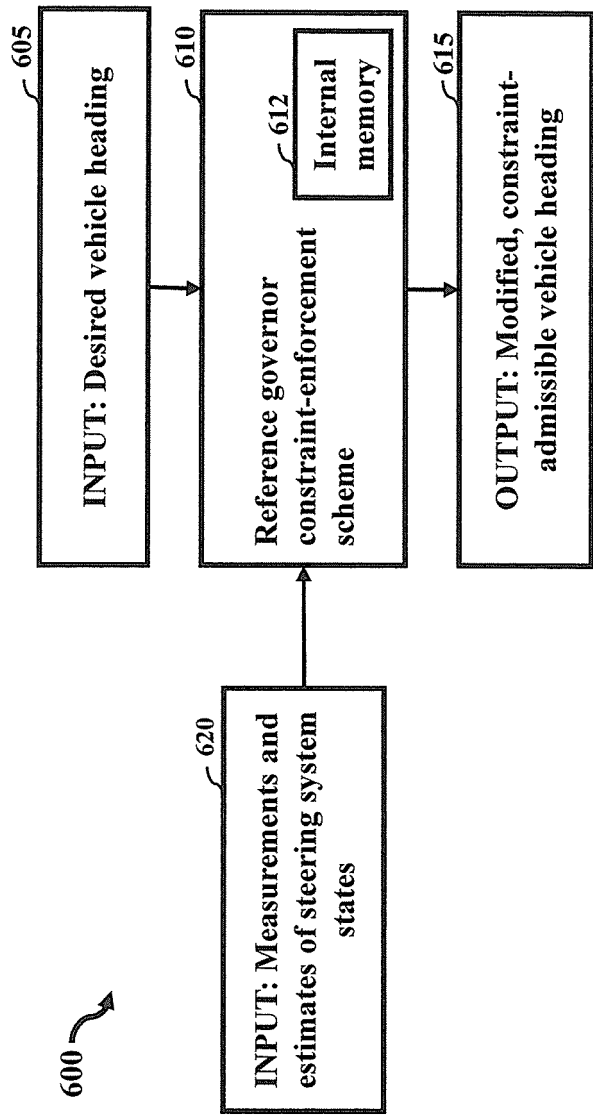 600
605
INPUT: Desired vehicle heading
610
Reference governor
constraint-enforcement
scheme
612
Internal
memory
620
INPUT: Measurements and
estimates of steering system
states
615
OUTPUT: Modified, constraint-
admissible vehicle heading